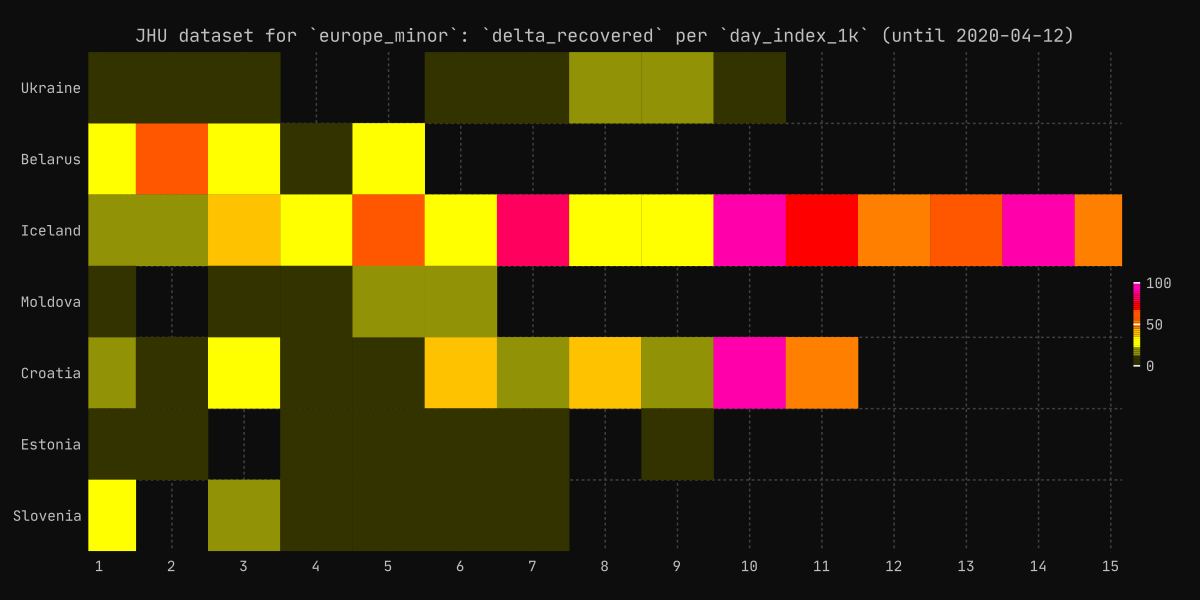 JHU dataset for `europe_minor`: `delta_recovered` per `day_index_1k` (until 2020-04-12)
Ukraine
Belarus
Iceland
Moldova
Croatia
Estonia
Slovenia
100
50
0
1 2 3 4 5 6 7 8 9 10 11 12 13 14 15